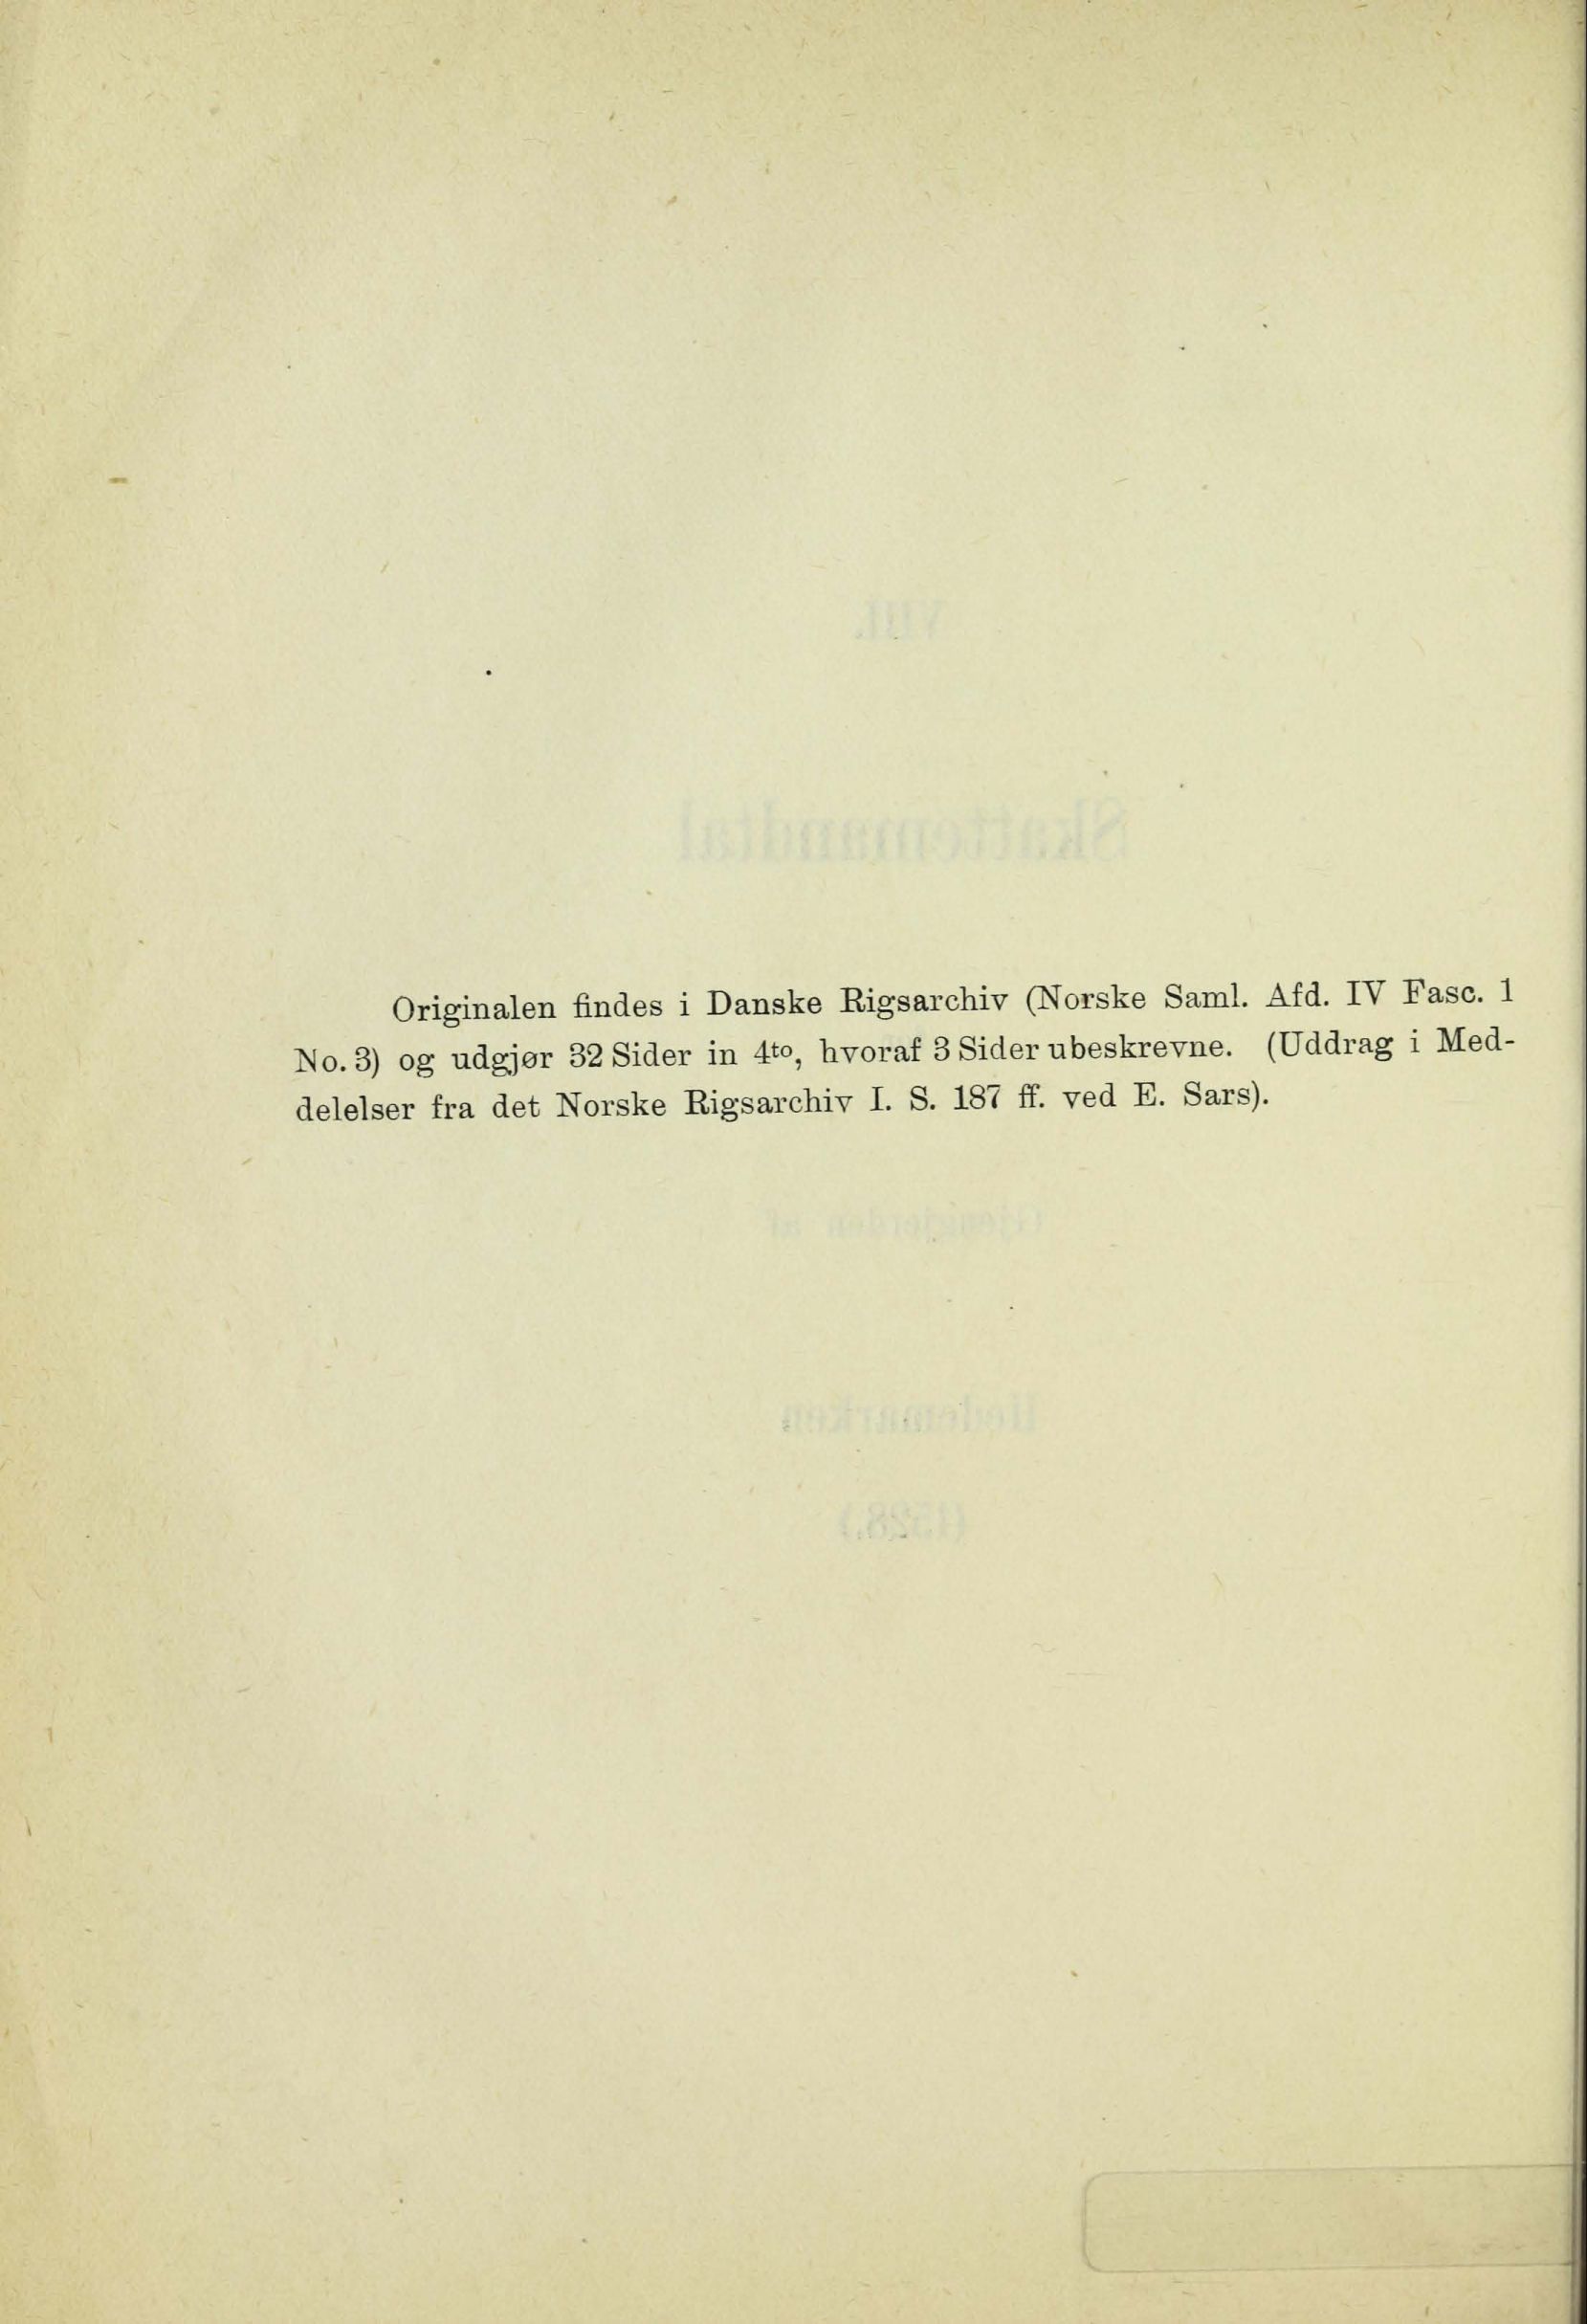 Originalen findes i Danske Rigsarchiv (Norske Saml. Afd. IV Fasc. 1
No. 3) og udgjør 32 Sider in 4to, hvoraf 3 Sider ubeskrevne. (Uddrag i Med-
delelser fra det Norske Rigsarchiv I. S. 187 ff. ved E. Sars).